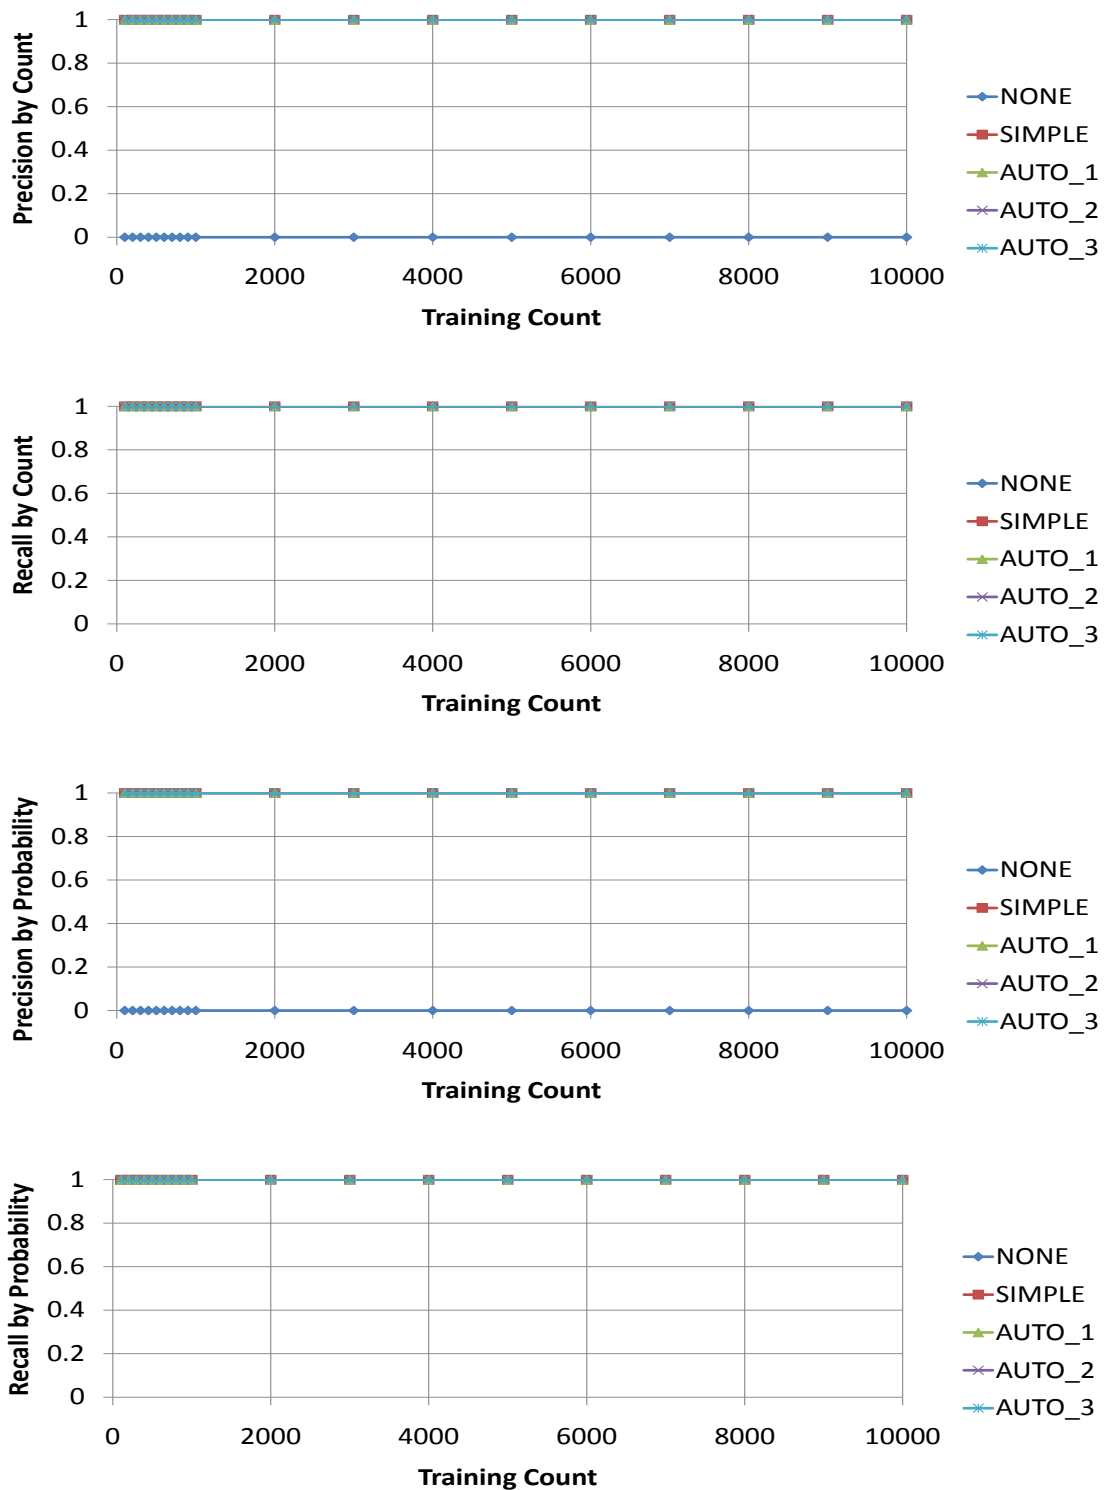 Precision by Count
1
0.8
0.6
0.4
0.2
0
0 2000 4000 6000 8000 10000
Training Count
NONE
SIMPLE
AUTO_1
AUTO_2
AUTO_3
Recall by Count
1
0.8
0.6
0.4
0.2
0
0 2000 4000 6000 8000 10000
Training Count
NONE
SIMPLE
AUTO_1
AUTO_2
AUTO_3
Precision by Probability
1
0.8
0.6
0.4
0.2
0
0 2000 4000 6000 8000 10000
Training Count
NONE
SIMPLE
AUTO_1
AUTO_2
AUTO_3
Recall by Probability
1
0.8
0.6
0.4
0.2
0
0 2000 4000 6000 8000 10000
Training Count
NONE
SIMPLE
AUTO_1
AUTO_2
AUTO_3